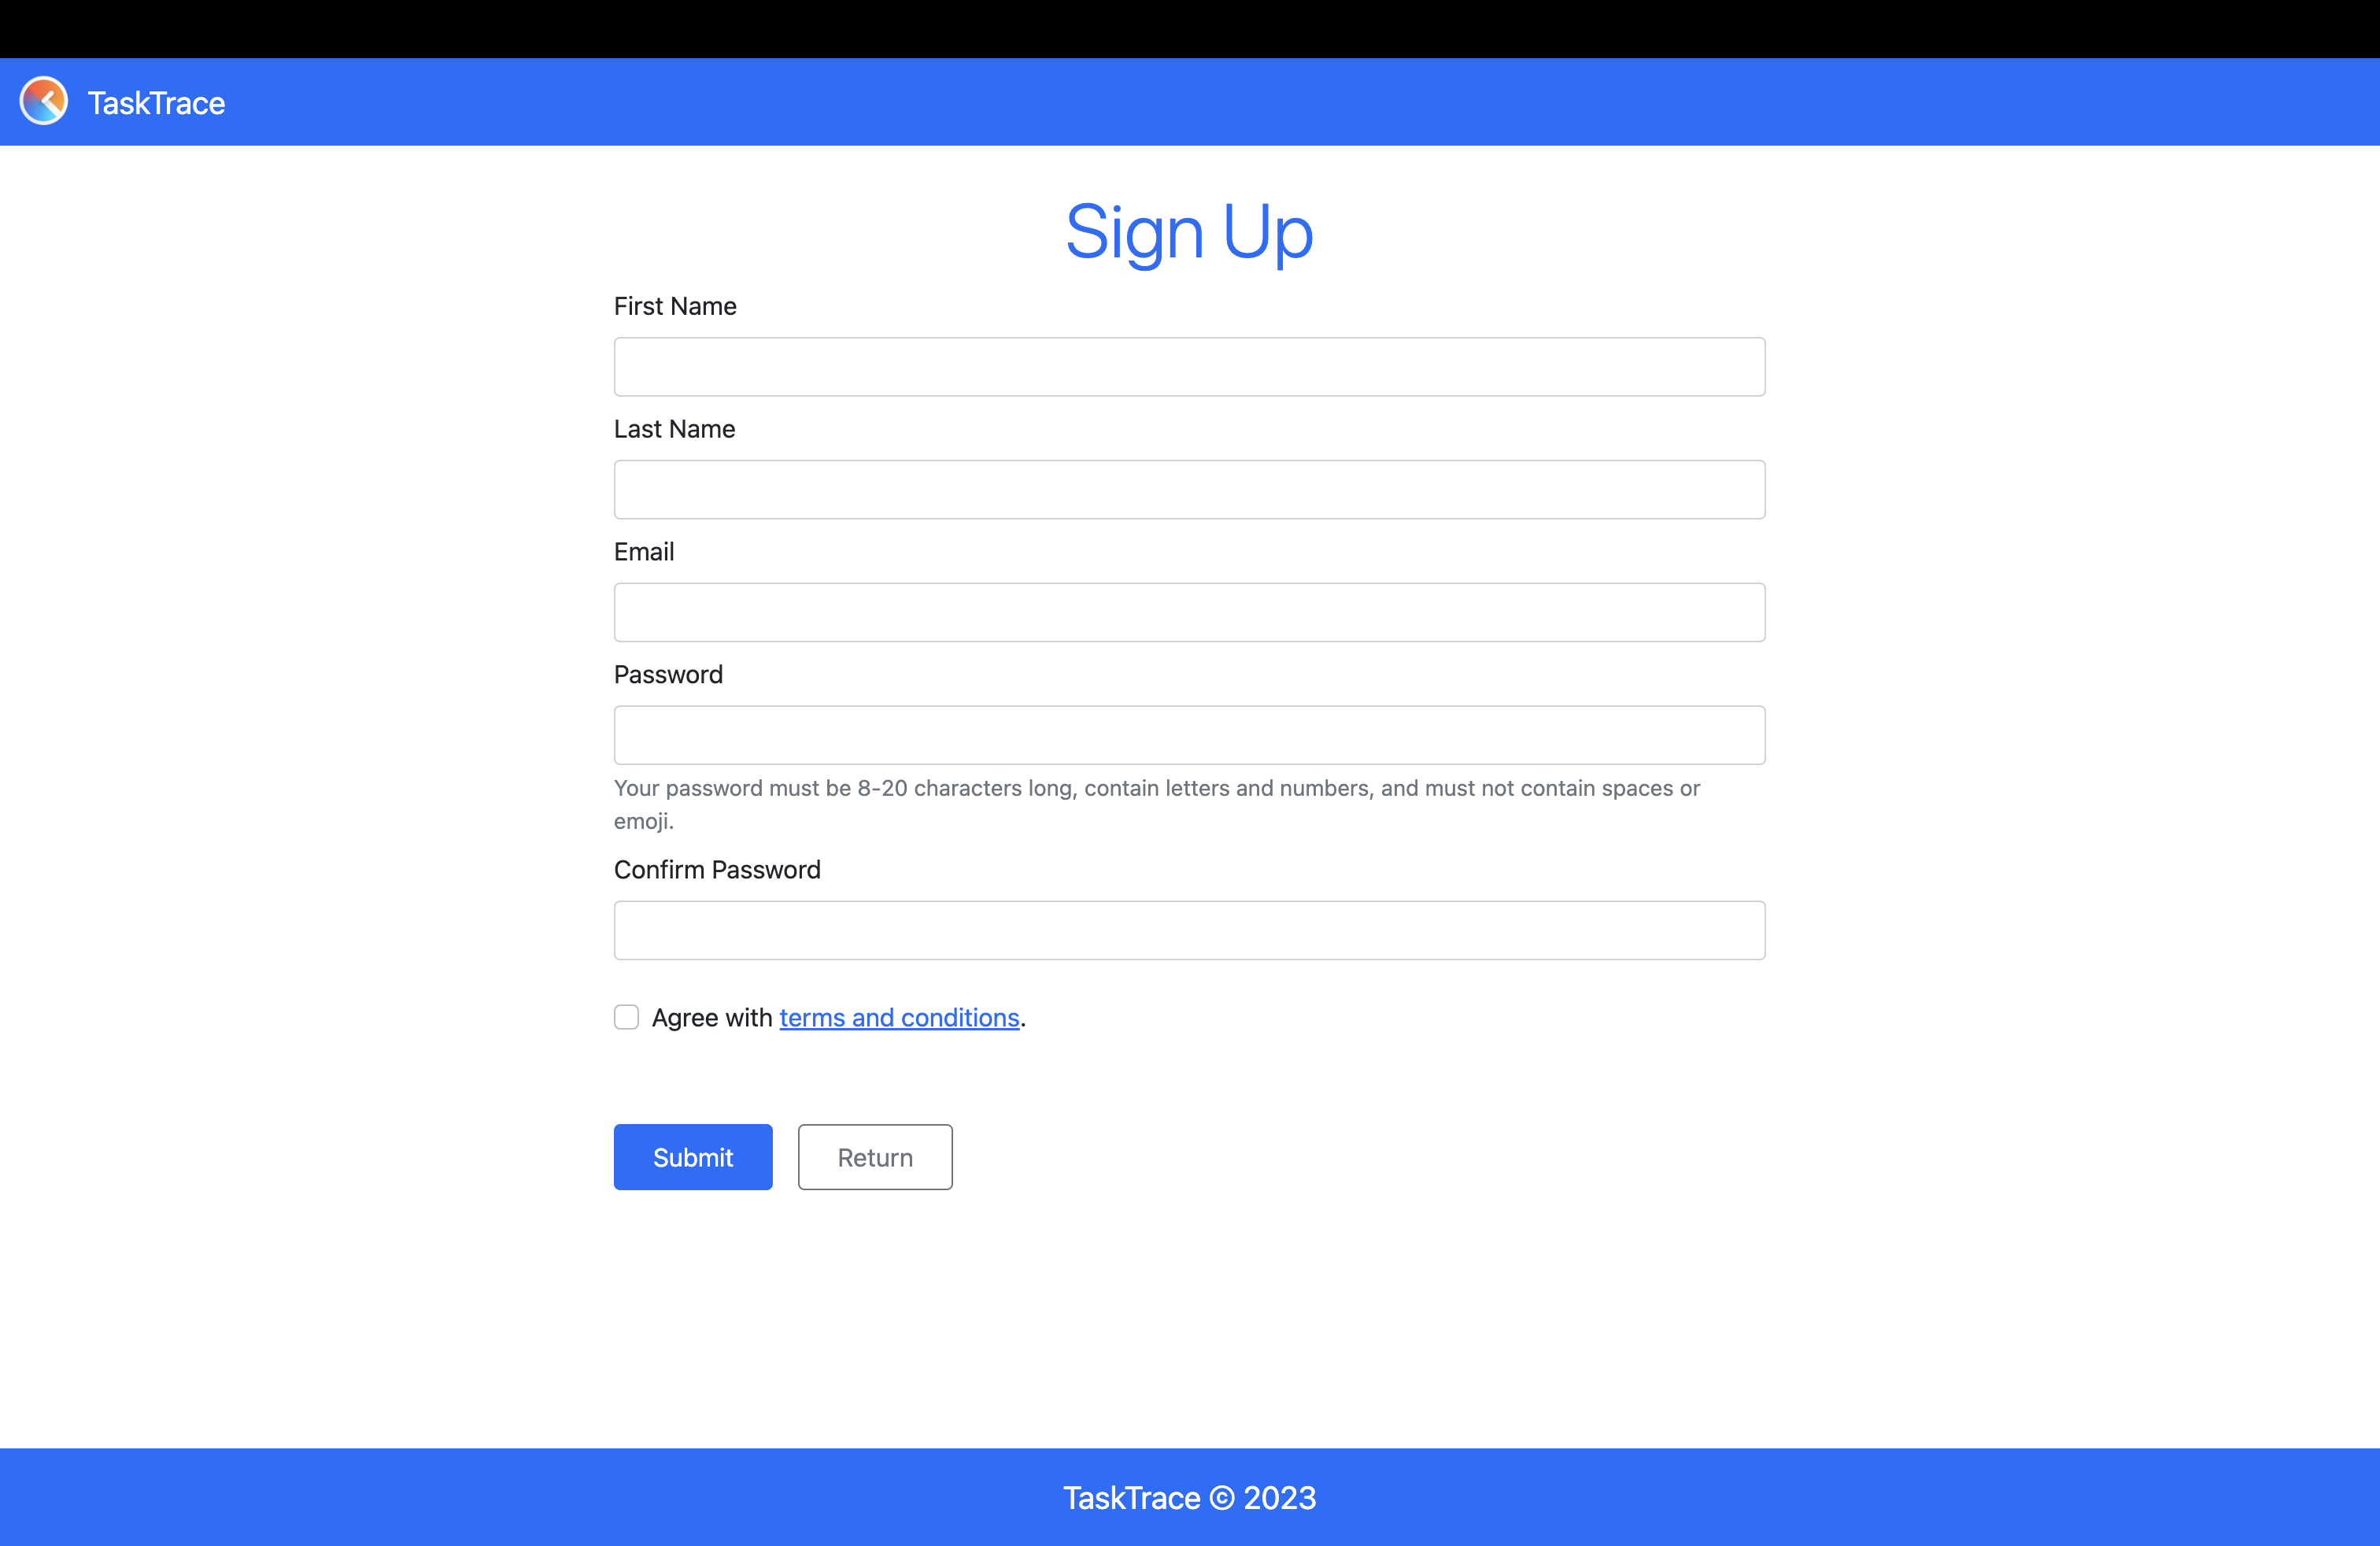 TaskTrace
Sign Up
First Name
Last Name
Email
Password
Your password must be 8-20 characters long, contain letters and numbers, and must not contain spaces or
emoji.
Confirm Password
Agree with terms and conditions.
Submit
Return
TaskTrace © 2023